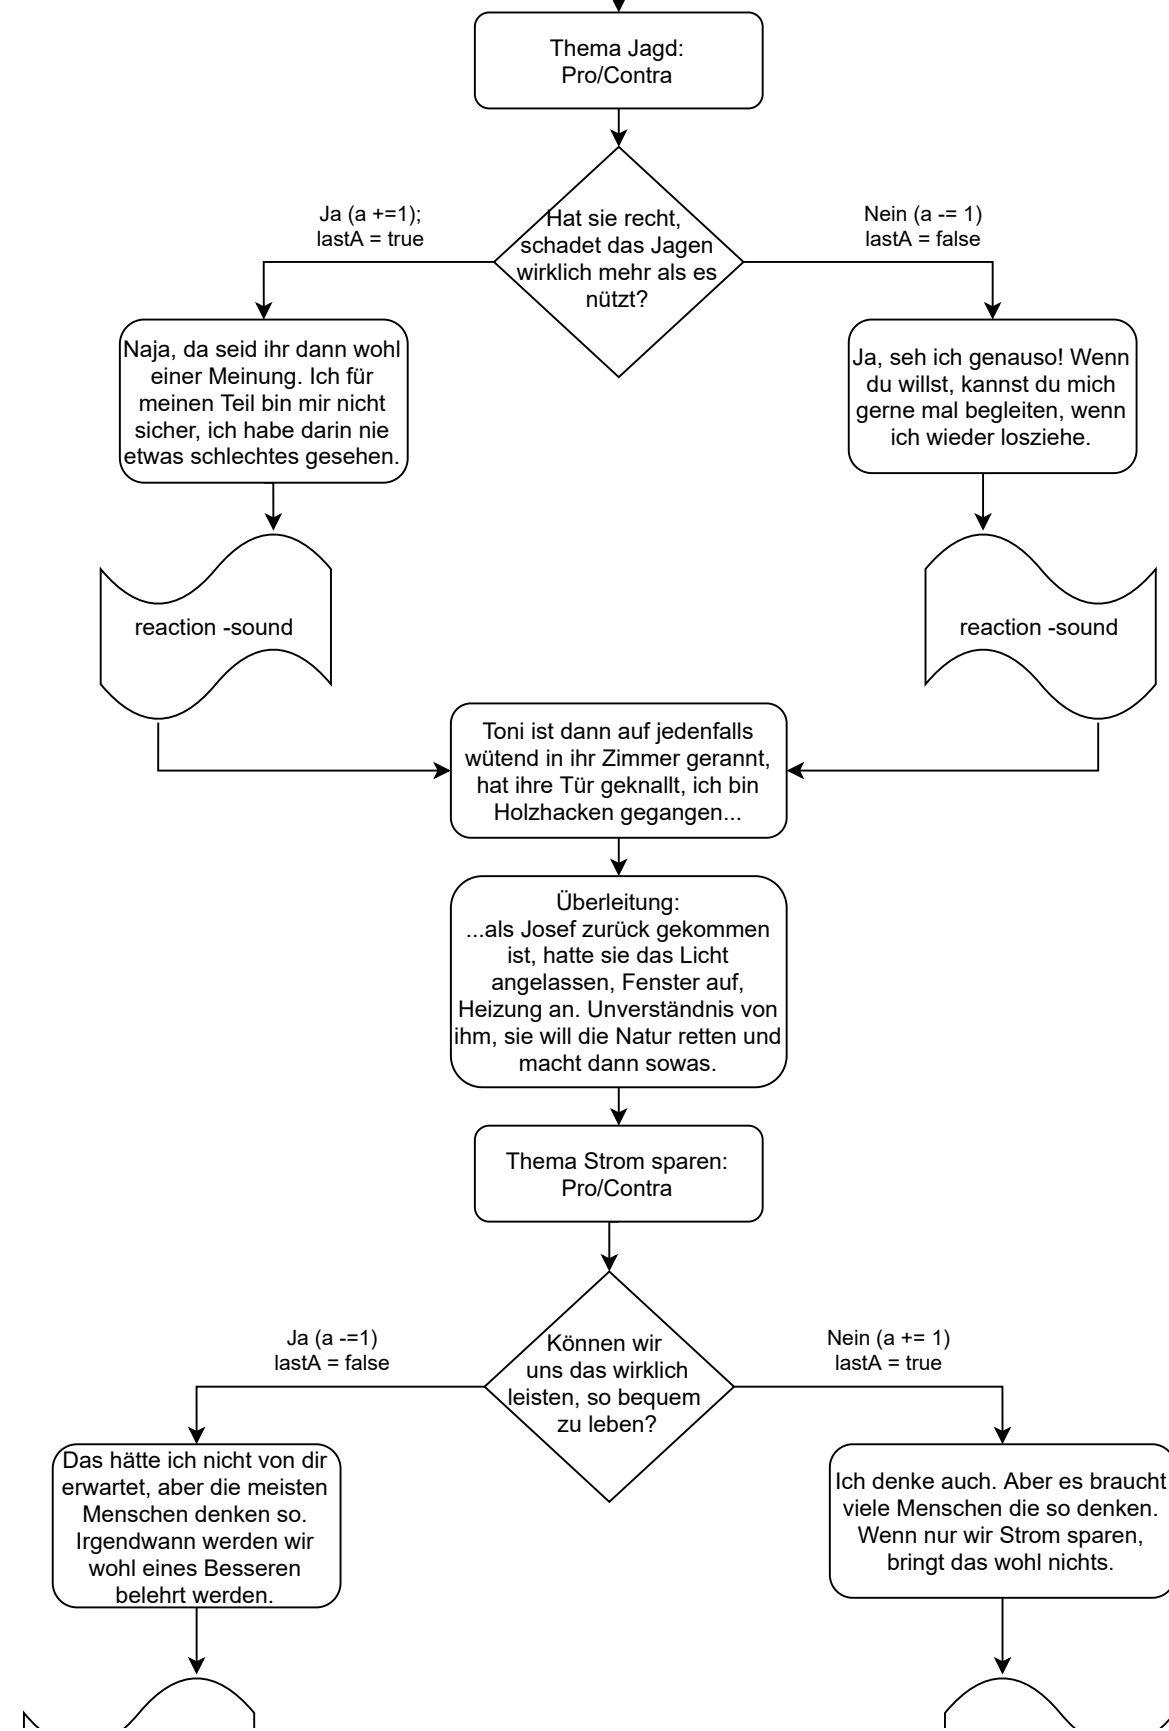 Thema Jagd:
Pro/Contra
Hat sie recht,
schadet das Jagen
wirklich mehr als es
nützt?
Ja (a +=1);
lastA = true
Nein (a -= 1)
lastA = false
Naja, da seid ihr dann wohl
einer Meinung. Ich für
meinen Teil bin mir nicht
sicher, ich habe darin nie
etwas schlechtes gesehen.
Ja, seh ich genauso! Wenn
du willst, kannst du mich
gerne mal begleiten, wenn
ich wieder losziehe.
reaction -sound
reaction -sound
Toni ist dann auf jedenfalls
wütend in ihr Zimmer gerannt,
hat ihre Tür geknallt, ich bin
Holzhacken gegangen...
Überleitung:
...als Josef zurück gekommen
ist, hatte sie das Licht
angelassen, Fenster auf,
Heizung an. Unverständnis von
ihm, sie will die Natur retten und
macht dann sowas.
Thema Strom sparen:
Pro/Contra
Können wir
uns das wirklich
leisten, so bequem
zu leben?
Ja (a -=1)
lastA = false
Nein (a += 1)
lastA = true
Das hätte ich nicht von dir
erwartet, aber die meisten
Menschen denken so.
Irgendwann werden wir
wohl eines Besseren
belehrt werden.
Ich denke auch. Aber es braucht
viele Menschen die so denken.
Wenn nur wir Strom sparen,
bringt das wohl nichts.